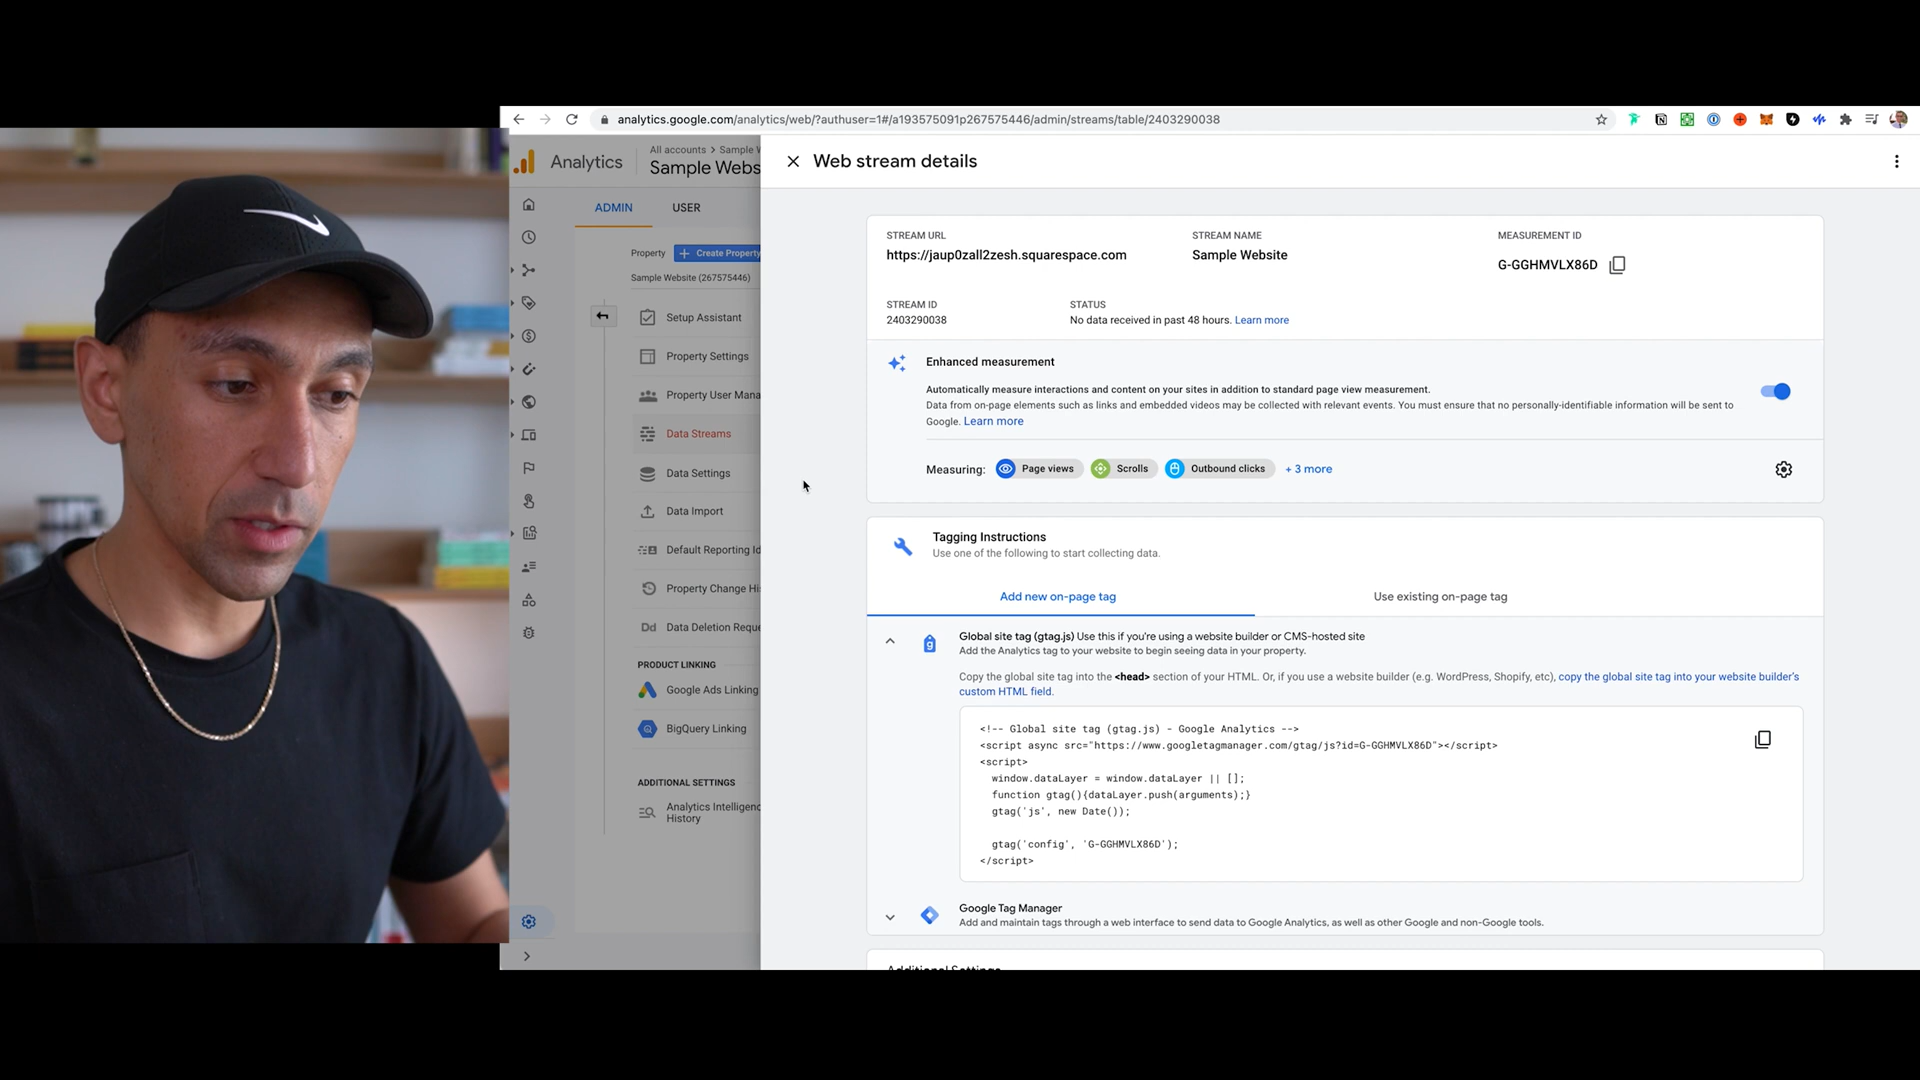 analytics.google.com/analytics/web/?authuser=1#/a193575091p267575446/admin/streams/table/2403290038
Analytics
All accounts > Sample W
Sample Webs
ADMIN
USER
Property
Create Property
Sample Website (267575446)
Setup Assistant
Property Settings
Property User Mana
Data Streams
Data Settings
Data Import
Default Reporting Id
Property Change Hi
Dd
Data Deletion Reque
PRODUCT LINKING
Google Ads Linking
BigQuery Linking
ADDITIONAL SETTINGS
Analytics Intelligenc
History
Web stream details
STREAM URL
https://jaup0zall2zesh.squarespace.com
STREAM NAME
Sample Website
MEASUREMENT ID
G-GGHMVLX86D
STREAM ID
2403290038
STATUS
No data received in past 48 hours. Learn more
Enhanced measurement
Automatically measure interactions and content on your sites in addition to standard page view measurement.
Data from on-page elements such as links and embedded videos may be collected with relevant events. You must ensure that no personally-identifiable information will be sent to
Google. Learn more
Measuring:
Page views
Scrolls
Outbound clicks
+ 3 more
Tagging Instructions
Use one of the following to start collecting data.
Add new on-page tag
Use existing on-page tag
Global site tag (gtag.js) Use this if you're using a website builder or CMS-hosted site
Add the Analytics tag to your website to begin seeing data in your property.
Copy the global site tag into the <head> section of your HTML. Or, if you use a website builder (e.g. WordPress, Shopify, etc), copy the global site tag into your website builder's
custom HTML field.
<!-- Global site tag (gtag.js) - Google Analytics -->
<script async src="https://www.googletagmanager.com/gtag/js?id=G-GGHMVLX86D"></script>
<script>
window.dataLayer = window.dataLayer || [];
function gtag(){dataLayer.push(arguments);}
gtag('js', new Date());
gtag('config', 'G-GGHMVLX86D');
</script>
Google Tag Manager
Add and maintain tags through a web interface to send data to Google Analytics, as well as other Google and non-Google tools.
Additional Settings